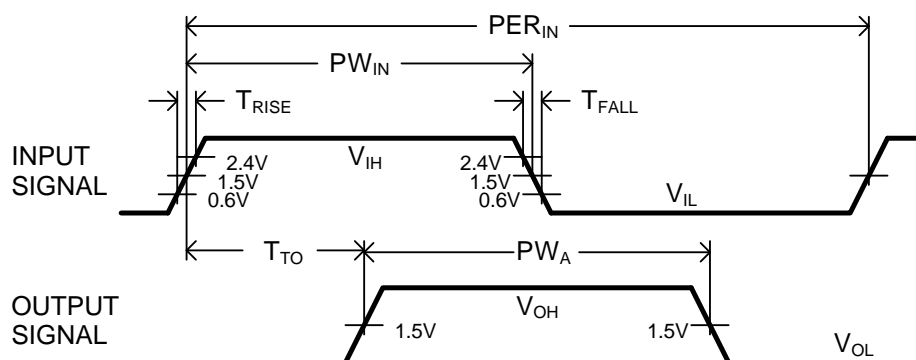 PER_IN
PW_IN
T_RISE
T_FALL
INPUT
SIGNAL
2.4V
1.5V
0.6V
V_IH
2.4V
1.5V
0.6V
V_IL
T_TO
PW_A
OUTPUT
SIGNAL
1.5V
V_OH
1.5V
V_OL